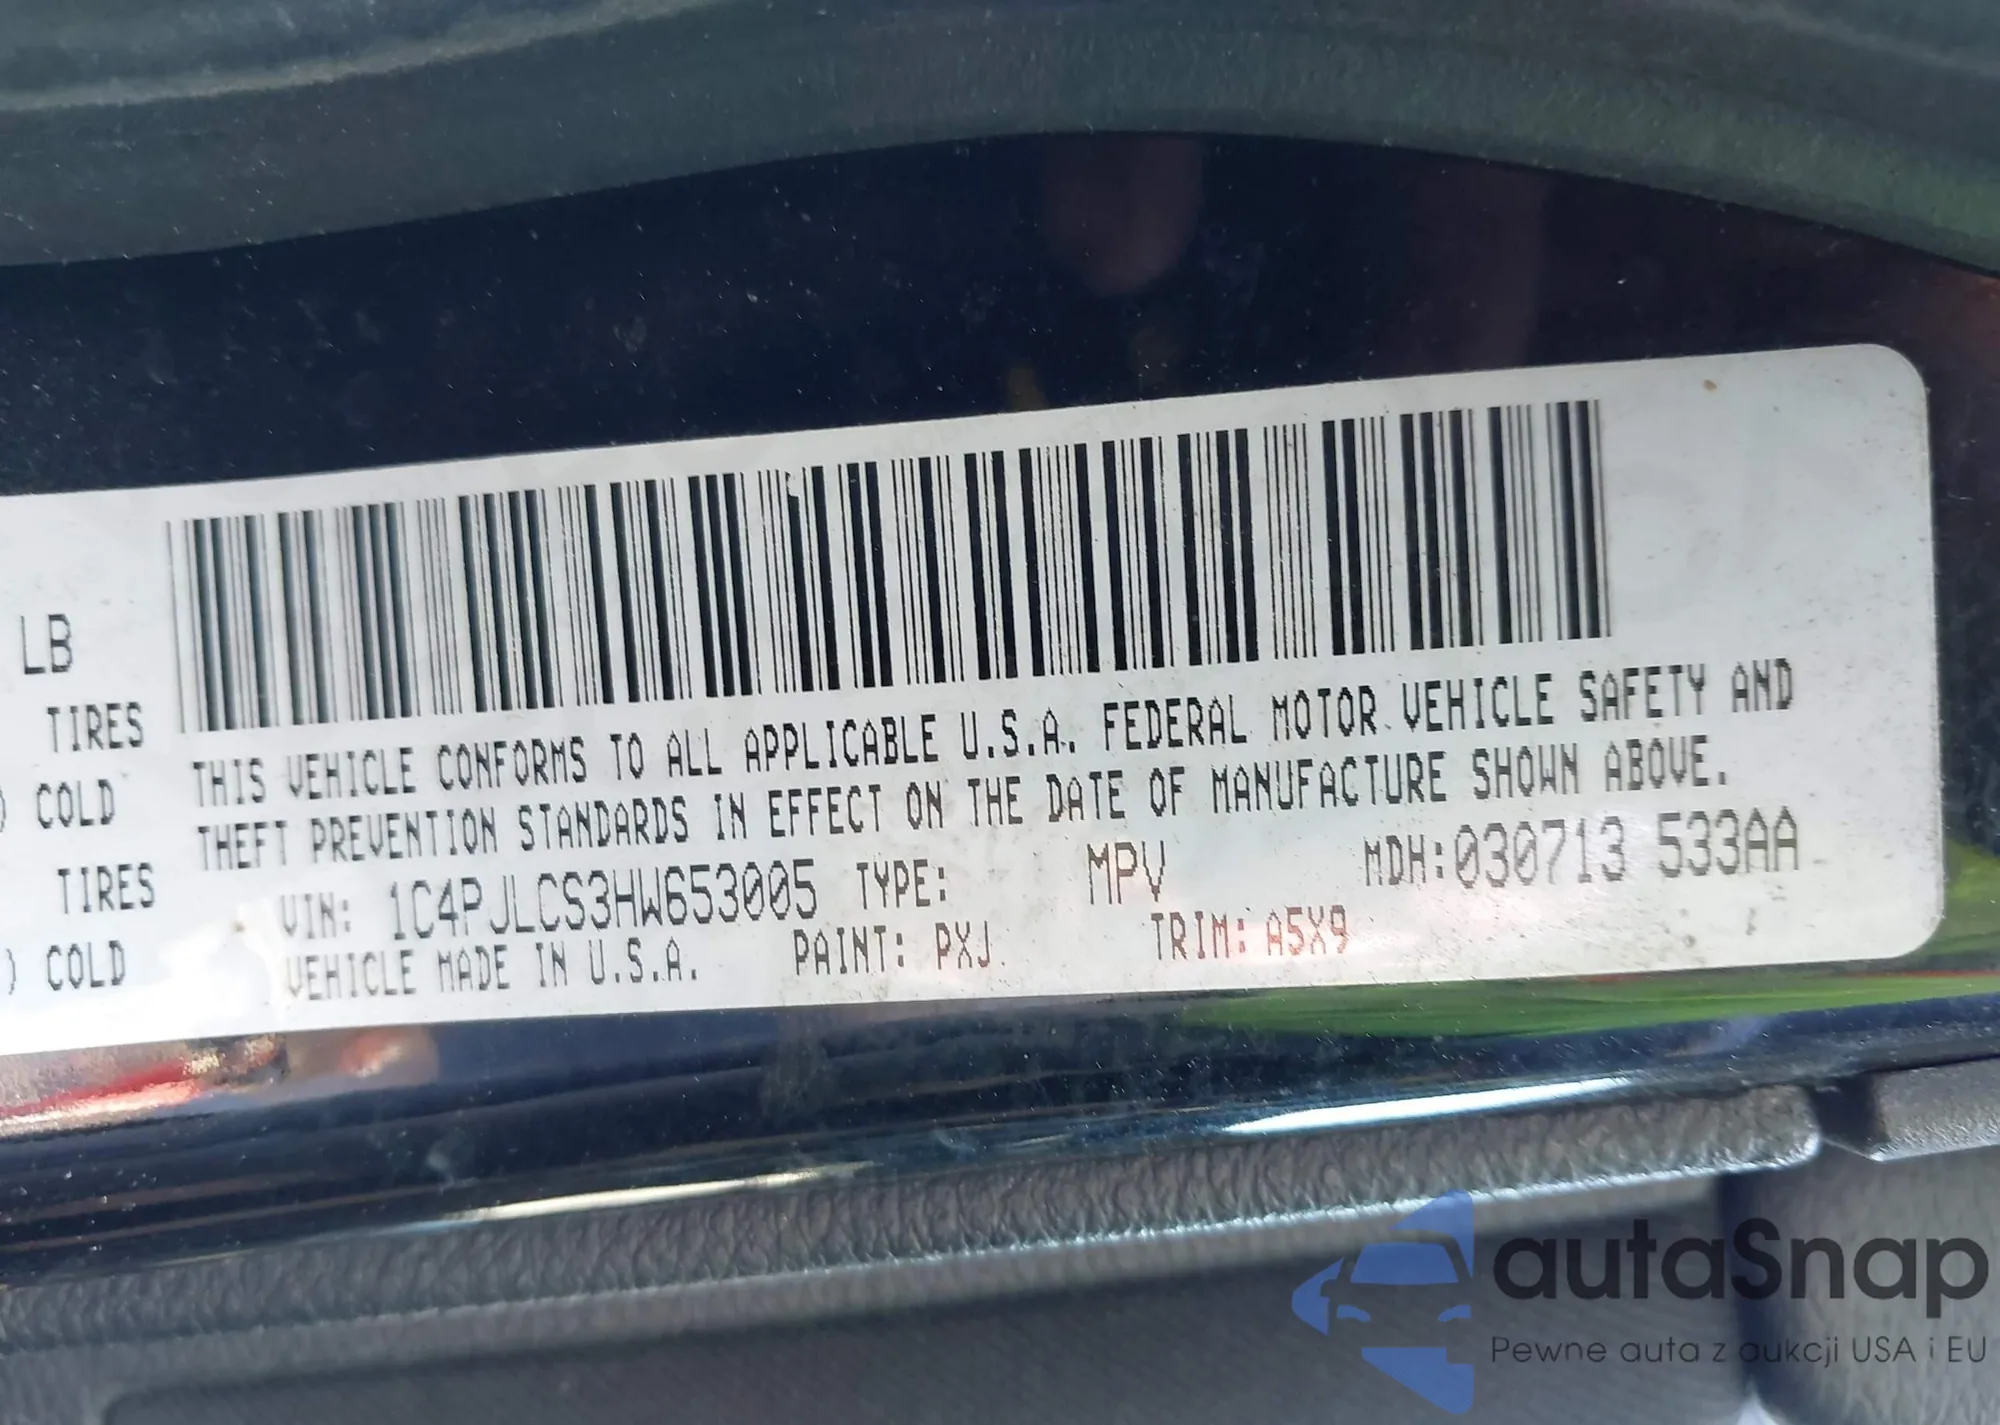 LB
TIRES
) COLD
TIRES
) COLD
THIS VEHICLE CONFORMS TO ALL APPLICABLE U.S.A. FEDERAL MOTOR VEHICLE SAFETY AND
THEFT PREVENTION STANDARDS IN EFFECT ON THE DATE OF MANUFACTURE SHOWN ABOVE.
VIN: 1C4PJLCS3HW653005 TYPE: MPV MDH:030713 533AA
VEHICLE MADE IN U.S.A. PAINT: PXJ TRIM: A5X9
autaSnap
Pewne auta z aukcji USA i EU